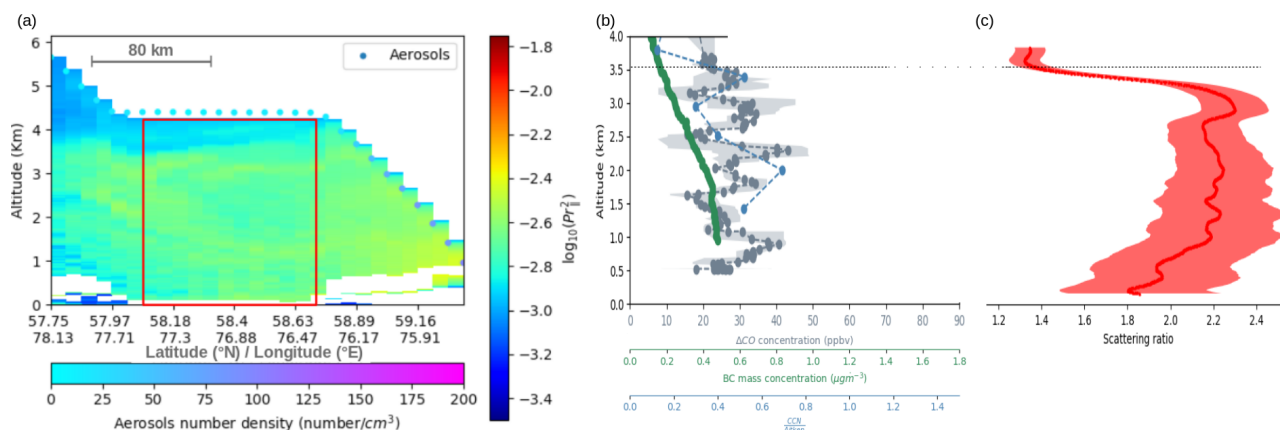 (a)
80 km
Aerosols
6
5
4
3
2
1
0
Altitude (Km)
57.75 57.97 58.18 58.4 58.63 58.89 59.16
78.13 77.71 77.3 76.88 76.47 76.17 75.91
Latitude (°N) / Longitude (°E)
0 25 50 75 100 125 150 175 200
Aerosols number density (number/cm³)
−1.8
−2.0
−2.2
−2.4
−2.6
−2.8
−3.0
−3.2
−3.4
log₁₀(Pr²∥)
(b)
4.0
3.5
3.0
2.5
2.0
1.5
1.0
0.5
0.0
Altitude (km)
0 10 20 30 40 50 60 70 80 90
ΔCO concentration (ppbv)
0.0 0.2 0.4 0.6 0.8 1.0 1.2 1.4 1.6 1.8
BC mass concentration (μgm⁻³)
0.0 0.2 0.4 0.6 0.8 1.0 1.2 1.4
CCN
(c)
1.2 1.4 1.6 1.8 2.0 2.2 2.4
Scattering ratio